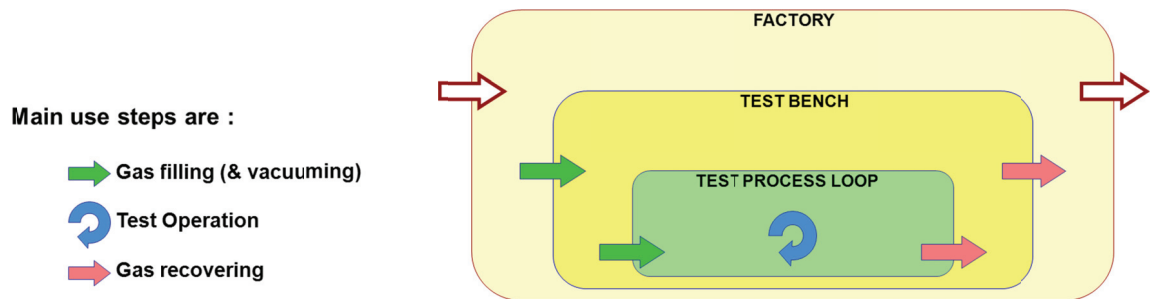 FACTORY
Main use steps are :
TEST BENCH
Gas filling (& vacuuming)
TEST PROCESS LOOP
Test Operation
Gas recovering